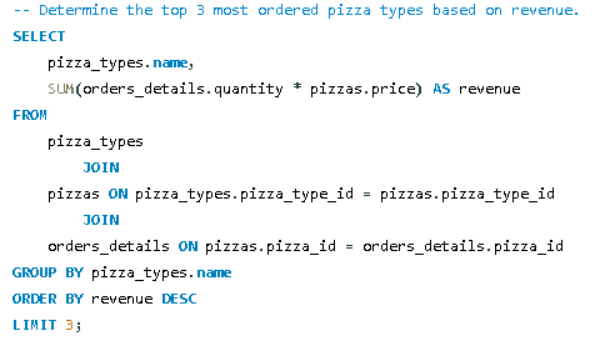 -- Determine the top 3 most ordered pizza types based on revenue.
SELECT
pizza_types.name,
SUM(orders_details.quantity * pizzas.price) AS revenue
FROM
pizza_types
JOIN
pizzas ON pizza_types.pizza_type_id = pizzas.pizza_type_id
JOIN
orders_details ON pizzas.pizza_id = orders_details.pizza_id
GROUP BY pizza_types.name
ORDER BY revenue DESC
LIMIT 3;